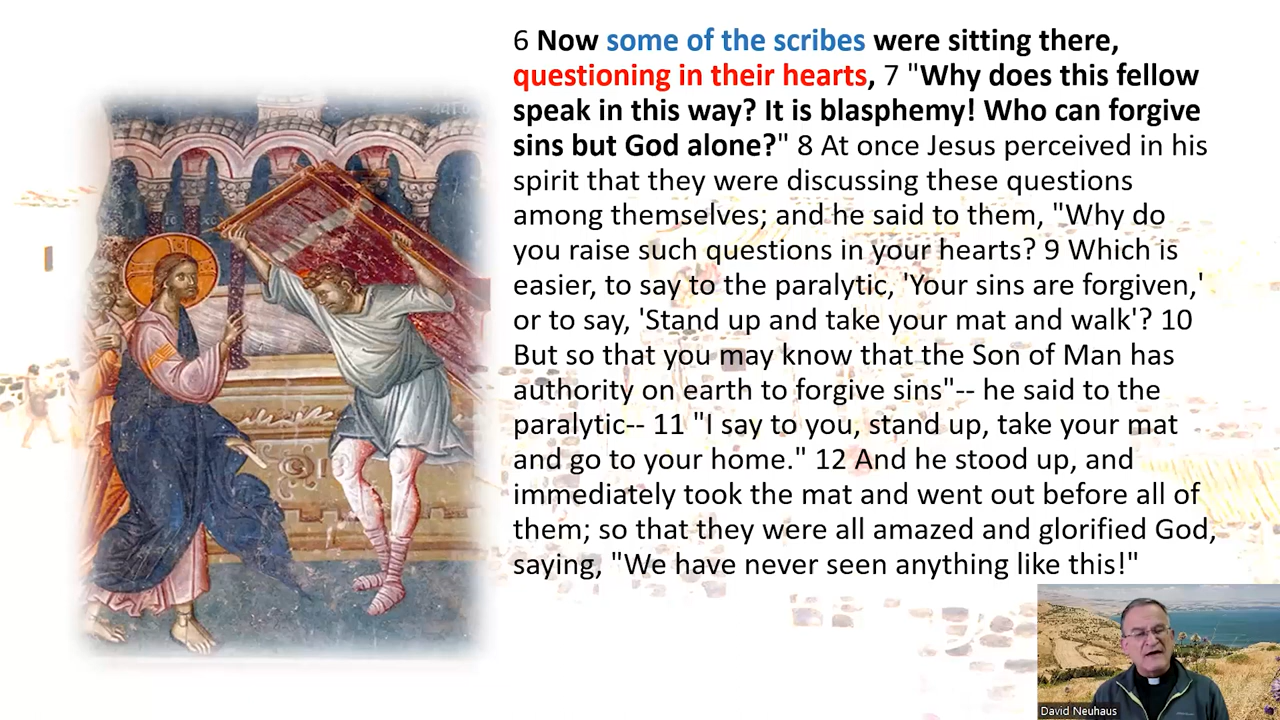 6 Now some of the scribes were sitting there,
questioning in their hearts, 7 "Why does this fellow
speak in this way? It is blasphemy! Who can forgive
sins but God alone?" 8 At once Jesus perceived in his
spirit that they were discussing these questions
among themselves; and he said to them, "Why do
you raise such questions in your hearts? 9 Which is
easier, to say to the paralytic, 'Your sins are forgiven,'
or to say, 'Stand up and take your mat and walk'? 10
But so that you may know that the Son of Man has
authority on earth to forgive sins"-- he said to the
paralytic-- 11 "I say to you, stand up, take your mat
and go to your home." 12 And he stood up, and
immediately took the mat and went out before all of
them; so that they were all amazed and glorified God,
saying, "We have never seen anything like this!"
David Neuhaus